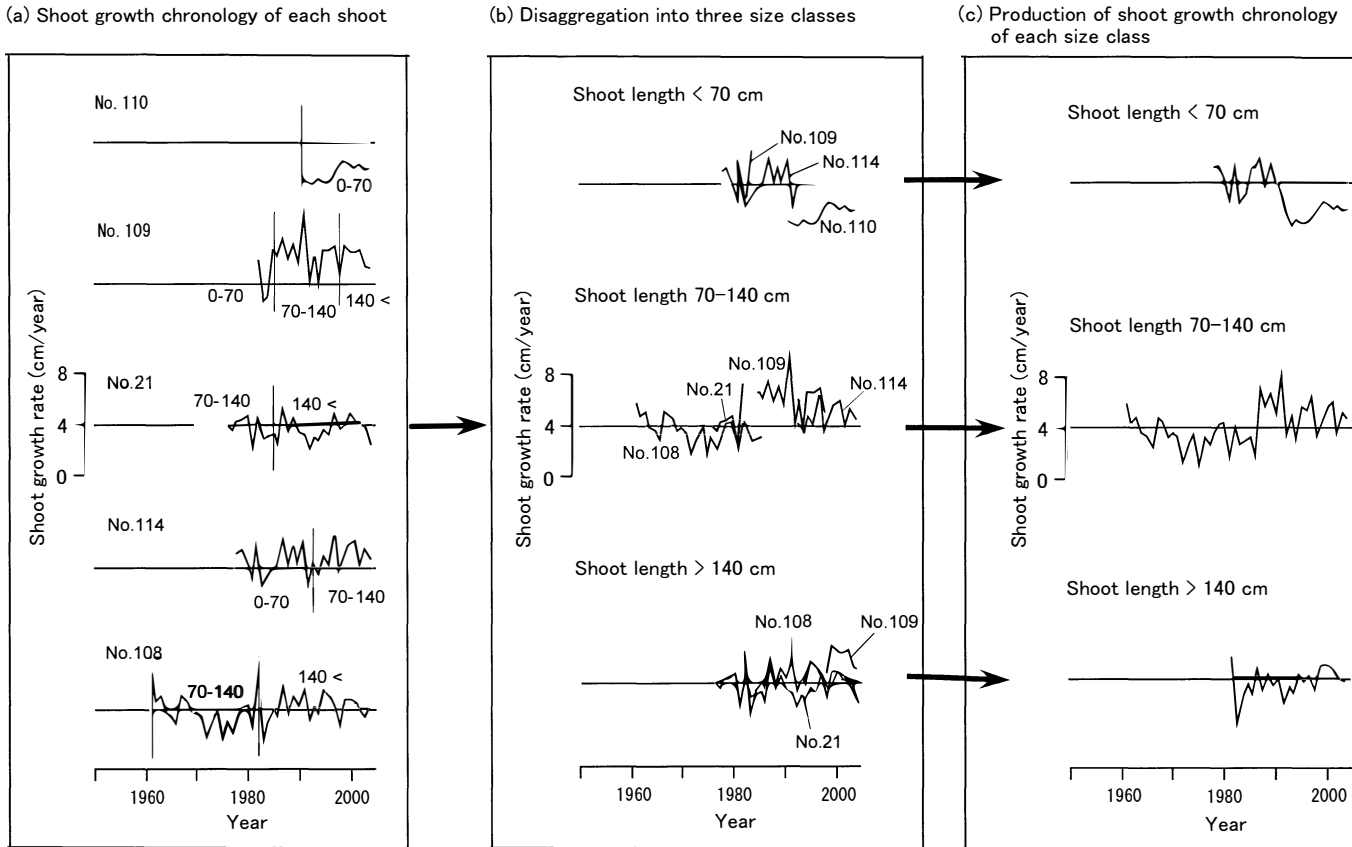 (a) Shoot growth chronology of each shoot
No. 110
0-70
No. 109
0-70
70-140
140 <
Shoot growth rate (cm/year)
8
4
0
No.21
70-140
140 <
No.114
0-70
70-140
No.108
70-140
140 <
1960
1980
2000
Year
(b) Disaggregation into three size classes
Shoot length < 70 cm
No.109
No.114
No.110
Shoot length 70-140 cm
Shoot growth rate (cm/year)
8
4
0
No.109
No.21
No.114
No.108
Shoot length > 140 cm
No.108
No.109
No.21
1960
1980
2000
Year
(c) Production of shoot growth chronology
of each size class
Shoot length < 70 cm
Shoot length 70-140 cm
Shoot growth rate (cm/year)
8
4
0
Shoot length > 140 cm
1960
1980
2000
Year